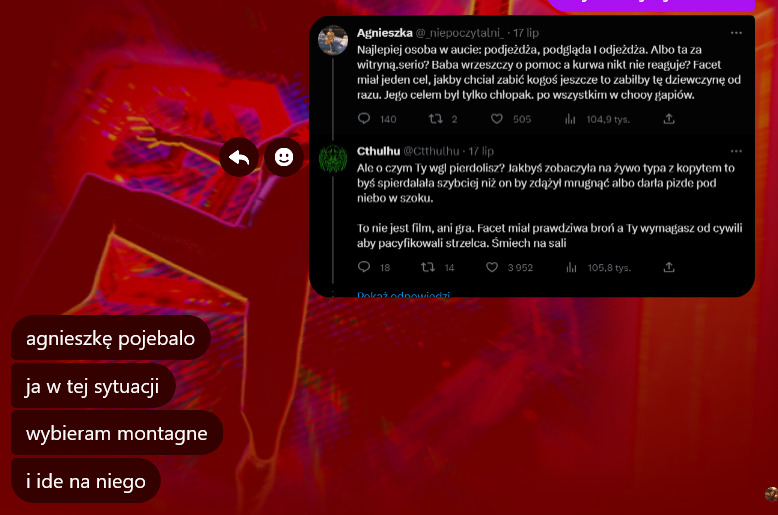 Agnieszka @_niepoczytalni_ · 17 lip
Najlepiej osoba w aucie: podjeżdża, podgląda I odjeżdża. Albo ta za
witryną.serio? Baba wrzeszczy o pomoc a kurwa nikt nie reaguje? Facet
miał jeden cel, jakby chciał zabić kogoś jeszcze to zabilby tę dziewczynę od
razu. Jego celem był tylko chlopak. po wszystkim w chooy gapiów.
140 2 505 104,9 tys.
Cthulhu @Ctthulhu · 17 lip
Ale o czym Ty wgl pierdolisz? Jakbyś zobaczyła na żywo typa z kopytem to
byś spierdalała szybciej niż on by zdążył mrugnąć albo darła pizde pod
niebo w szoku.
To nie jest film, ani gra. Facet miał prawdziwa broń a Ty wymagasz od cywili
aby pacyfikowali strzelca. Śmiech na sali
18 14 3 952 105,8 tys.
Pokaż odpowiedzi
agnieszkę pojebalo
ja w tej sytuacji
wybieram montagne
i ide na niego